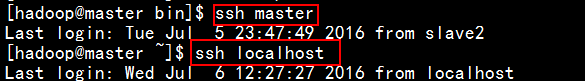 [hadoop@master bin]$ ssh master
Last login: Tue Jul  5 23:47:49 2016 from slave2
[hadoop@master ~]$ ssh localhost
Last login: Wed Jul  6 12:27:27 2016 from localhost